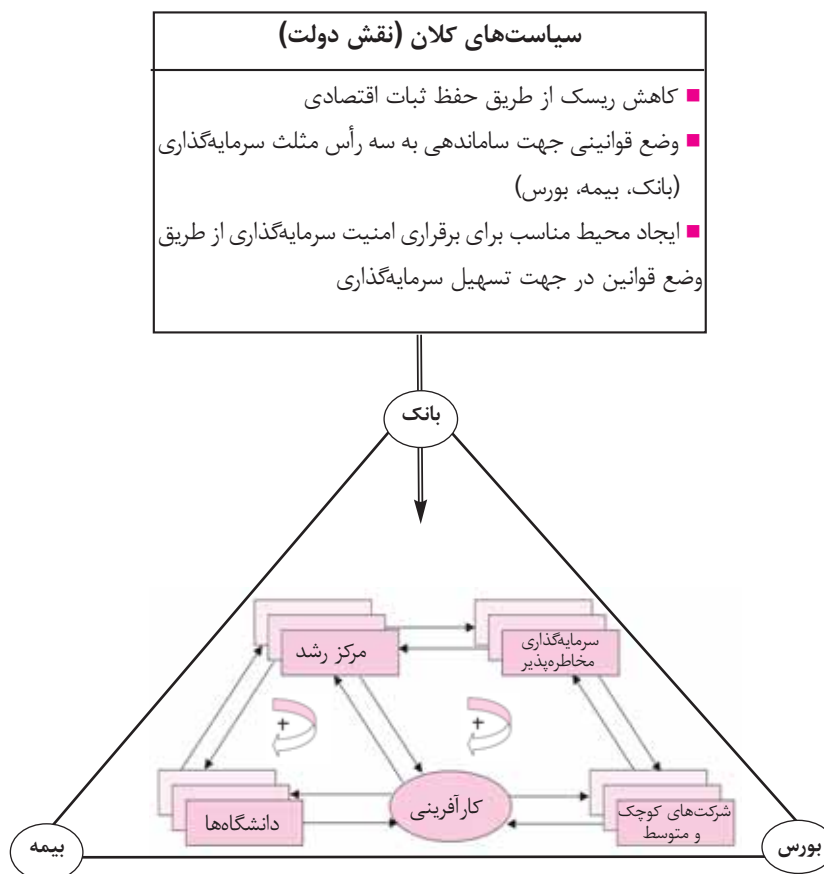 سیاست‌های کلان (نقش دولت)
■ کاهش ریسک از طریق حفظ ثبات اقتصادی
■ وضع قوانینی جهت ساماندهی به سه رأس مثلث سرمایه‌گذاری
(بانک، بیمه، بورس)
■ ایجاد محیط مناسب برای برقراری امنیت سرمایه‌گذاری از طریق
وضع قوانین در جهت تسهیل سرمایه‌گذاری
بانک
مرکز رشد
سرمایه‌گذاری
مخاطره‌پذیر
+
+
دانشگاه‌ها
کارآفرینی
شرکت‌های کوچک
و متوسط
بیمه
بورس